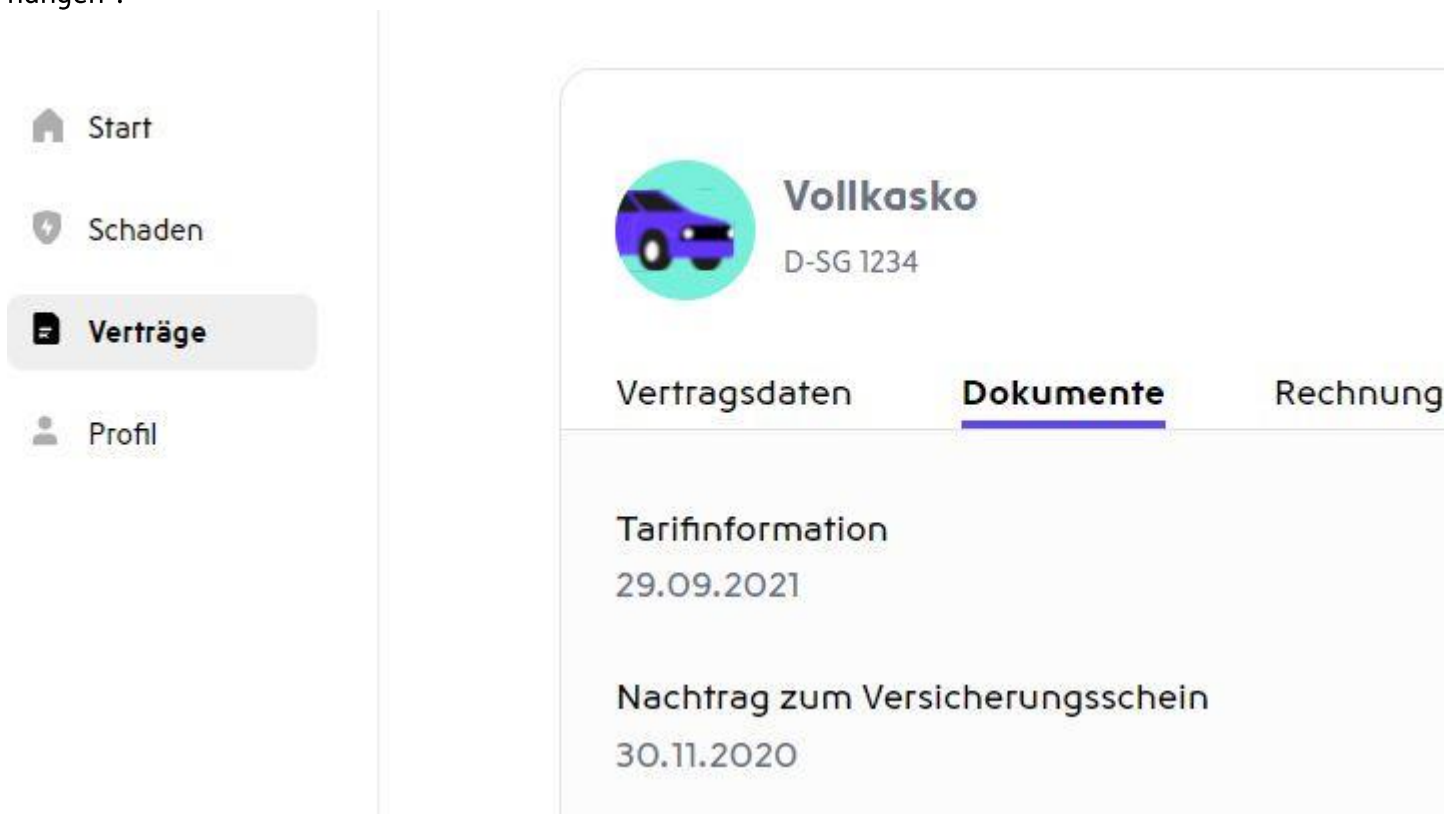 nungen".
Start
Schaden
Verträge
Profil
Vollkasko
D-SG 1234
Vertragsdaten Dokumente Rechnung
Tarifinformation
29.09.2021
Nachtrag zum Versicherungsschein
30.11.2020